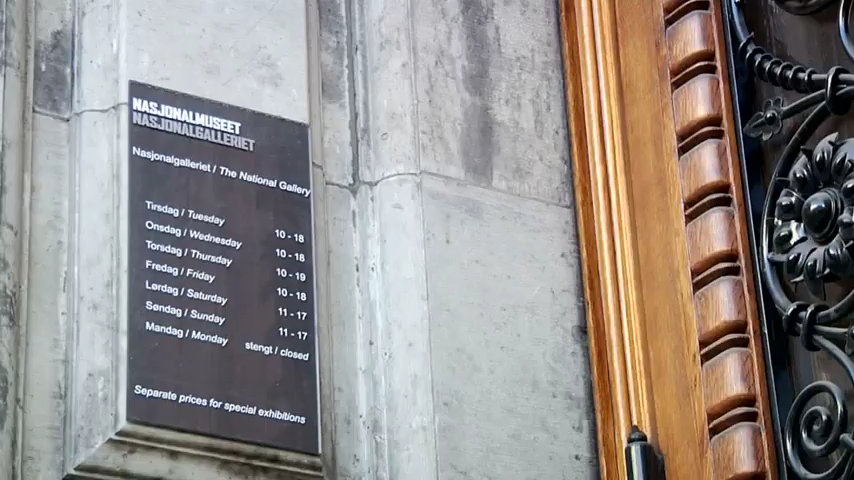 NASJONALMUSEET
NASJONALGALLERIET
Nasjonalgalleriet / The National Gallery
Tirsdag / Tuesday 10 - 18
Onsdag / Wednesday 10 - 18
Torsdag / Thursday 10 - 19
Fredag / Friday 10 - 18
Lørdag / Saturday 11 - 17
Søndag / Sunday 11 - 17
Mandag / Monday stengt / closed
Separate prices for special exhibitions